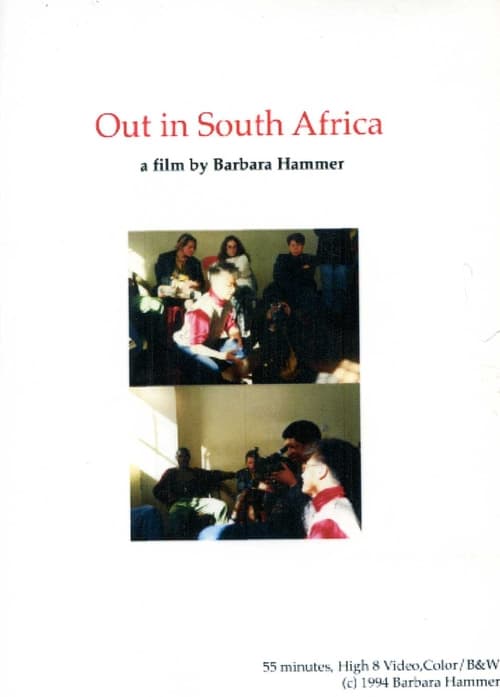 Out in South Africa
a film by Barbara Hammer
55 minutes, High 8 Video,Color/B&W
(c) 1994 Barbara Hammer